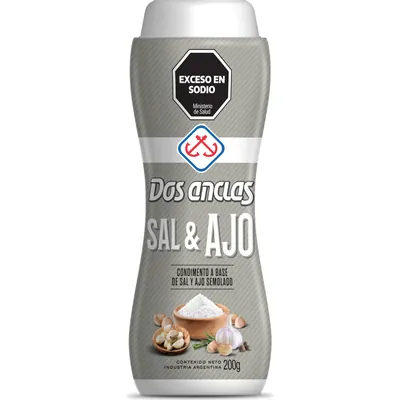 EXCESO EN
SODIO
Ministerio
de Salud
Dos anclas
SAL & AJO
CONDIMENTO A BASE
DE SAL Y AJO SEMOLADO
CONTENIDO NETO
INDUSTRIA ARGENTINA 200g